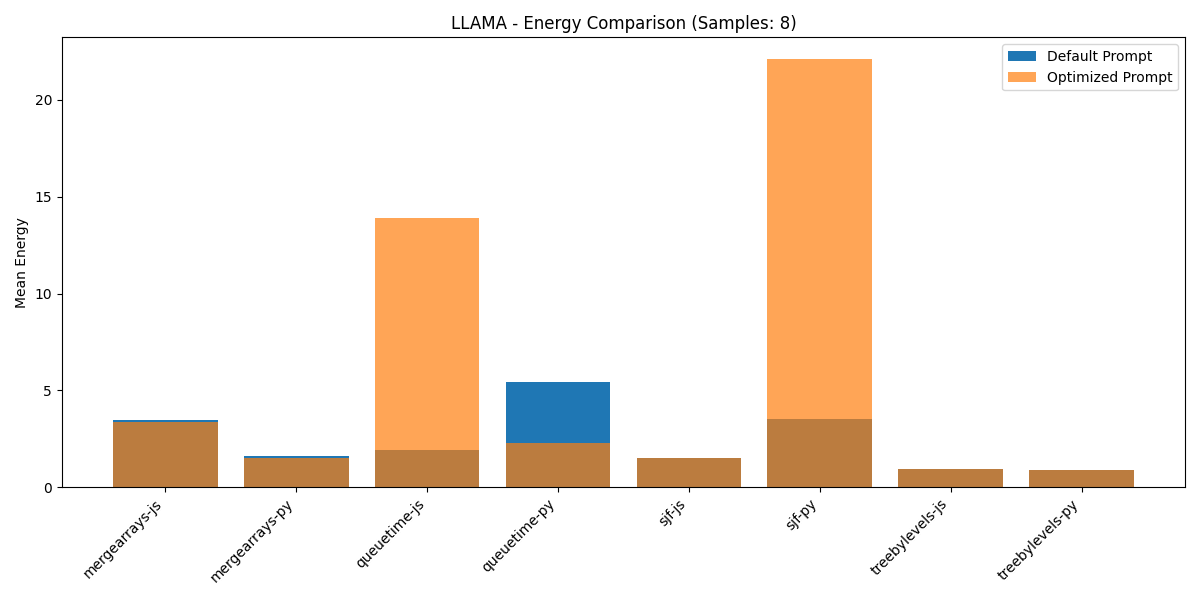 LLAMA - Energy Comparison (Samples: 8)
Default Prompt
Optimized Prompt
Mean Energy
20
15
10
5
0
mergearrays-js
mergearrays-py
queuetime-js
queuetime-py
sjf-js
sjf-py
treebylevels-js
treebylevels-py